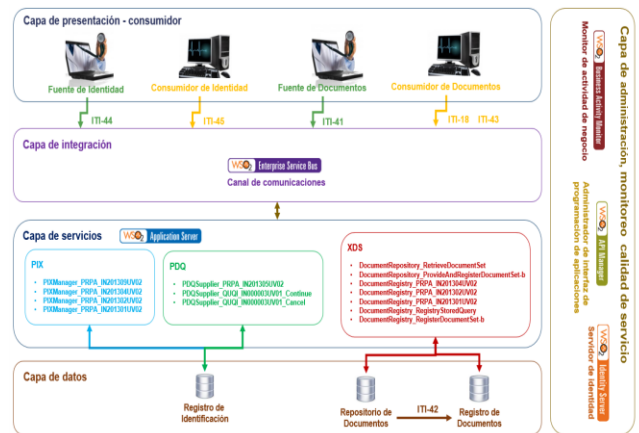 Capa de presentación - consumidor
Fuente de Identidad
Consumidor de Identidad
Fuente de Documentos
Consumidor de Documentos
ITI-44
ITI-45
ITI-41
ITI-18 ITI-43
Capa de integración
WSO2 Enterprise Service Bus
Canal de comunicaciones
Capa de servicios
WSO2 Application Server
PIX
PIXManager_PRPA_IN201309UV02
PIXManager_PRPA_IN201304UV02
PIXManager_PRPA_IN201302UV02
PIXManager_PRPA_IN201301UV02
PDQ
PDQSupplier_PRPA_IN201305UV02
PDQSupplier_QUQI_IN000003UV01_Continue
PDQSupplier_QUQI_IN000003UV01_Cancel
XDS
DocumentRepository_RetrieveDocumentSet
DocumentRepository_ProvideAndRegisterDocumentSet-b
DocumentRegistry_PRPA_IN201304UV02
DocumentRegistry_PRPA_IN201302UV02
DocumentRegistry_PRPA_IN201301UV02
DocumentRegistry_RegistryStoredQuery
DocumentRegistry_RegisterDocumentSet-b
Capa de datos
Registro de
Identificación
Repositorio de
Documentos
ITI-42
Registro de
Documentos
Capa de administración, monitoreo calidad de servicio
WSO2 Business Activity Monitor
Monitor de actividad de negocio
WSO2 API Manager
Administrador de interfaz de
programación de aplicaciones
WSO2 Identity Server
Servidor de identidad